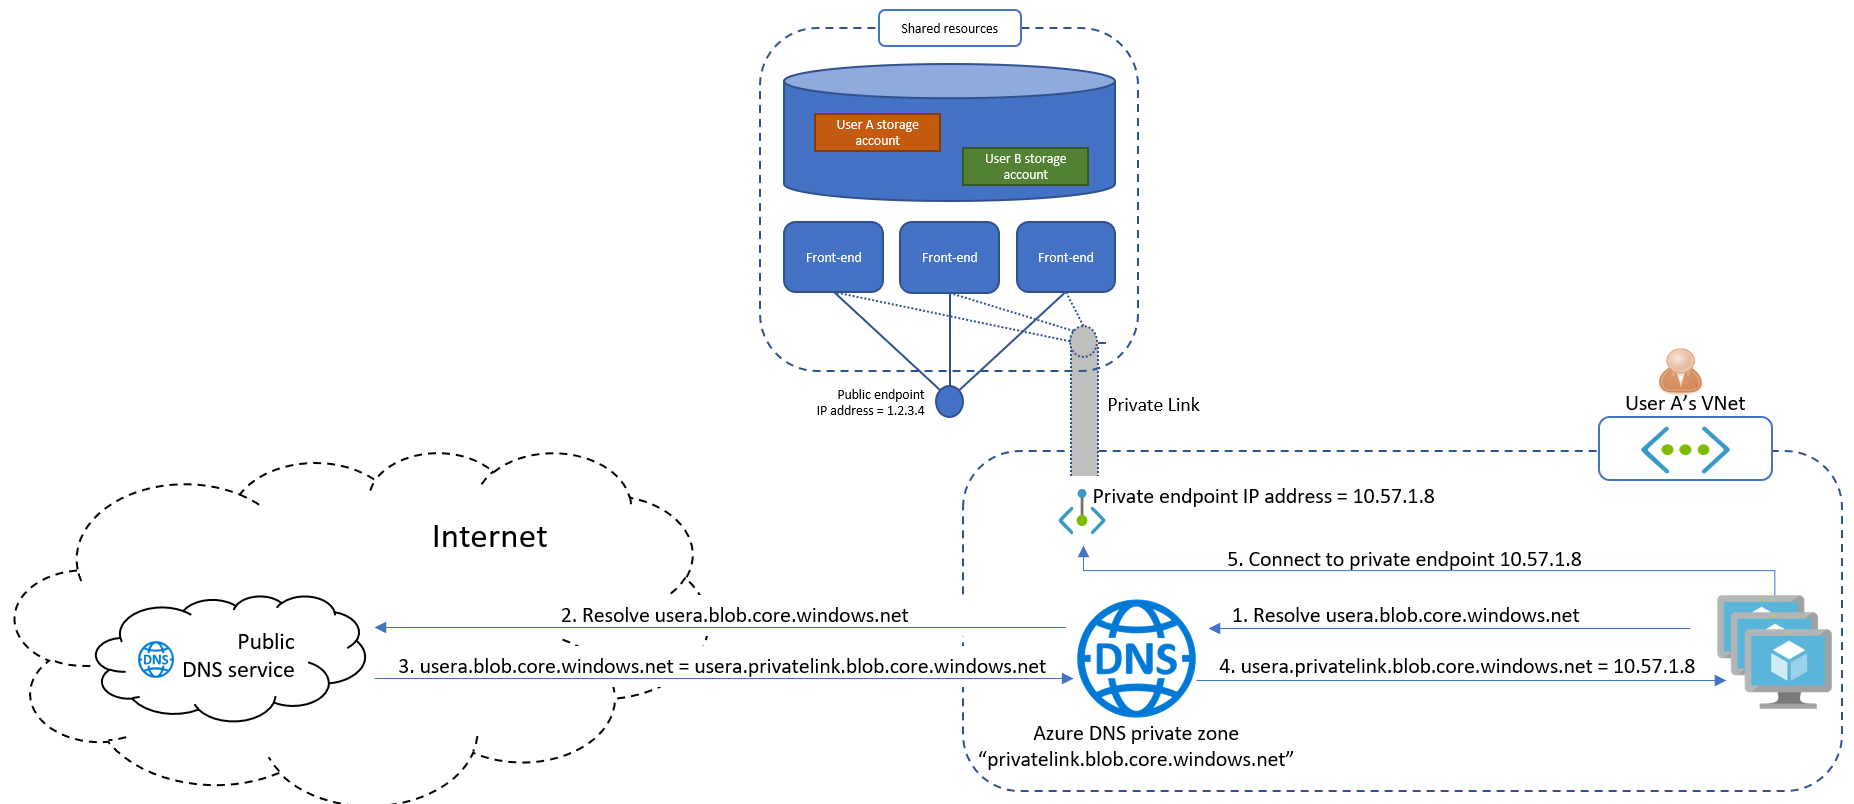 Shared resources
User A storage
account
User B storage
account
Front-end
Front-end
Front-end
Public endpoint
IP address = 1.2.3.4
Private Link
User A’s VNet
Private endpoint IP address = 10.57.1.8
Internet
5. Connect to private endpoint 10.57.1.8
2. Resolve usera.blob.core.windows.net
1. Resolve usera.blob.core.windows.net
Public
DNS service
DNS
DNS
3. usera.blob.core.windows.net = usera.privatelink.blob.core.windows.net
4. usera.privatelink.blob.core.windows.net = 10.57.1.8
Azure DNS private zone
“privatelink.blob.core.windows.net”